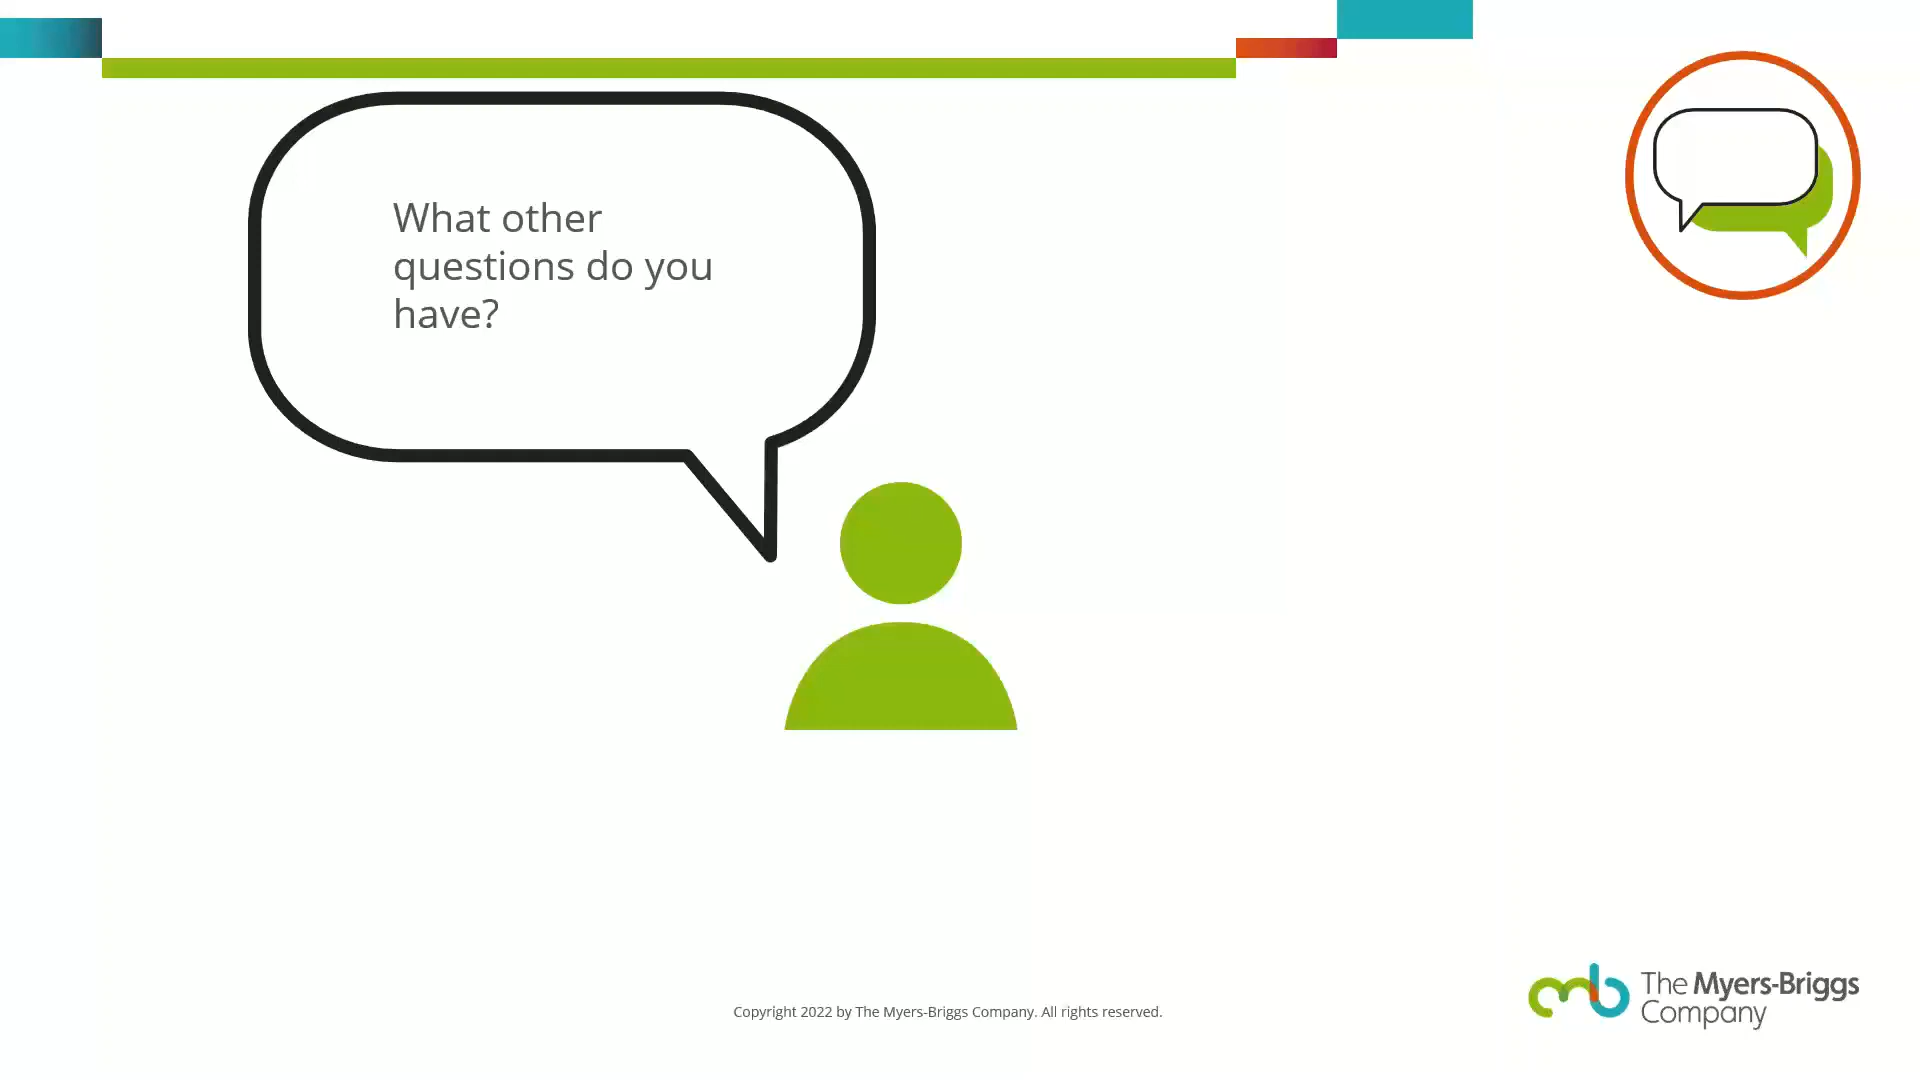 What other
questions do you
have?
Copyright 2022 by The Myers-Briggs Company. All rights reserved.
The Myers-Briggs
Company